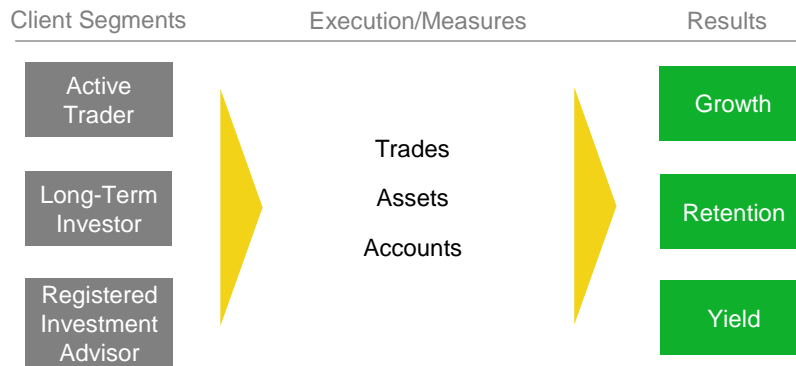 Client Segments
Execution/Measures
Results
Active
Trader
Long-Term
Investor
Registered
Investment
Advisor
Trades
Assets
Accounts
Growth
Retention
Yield